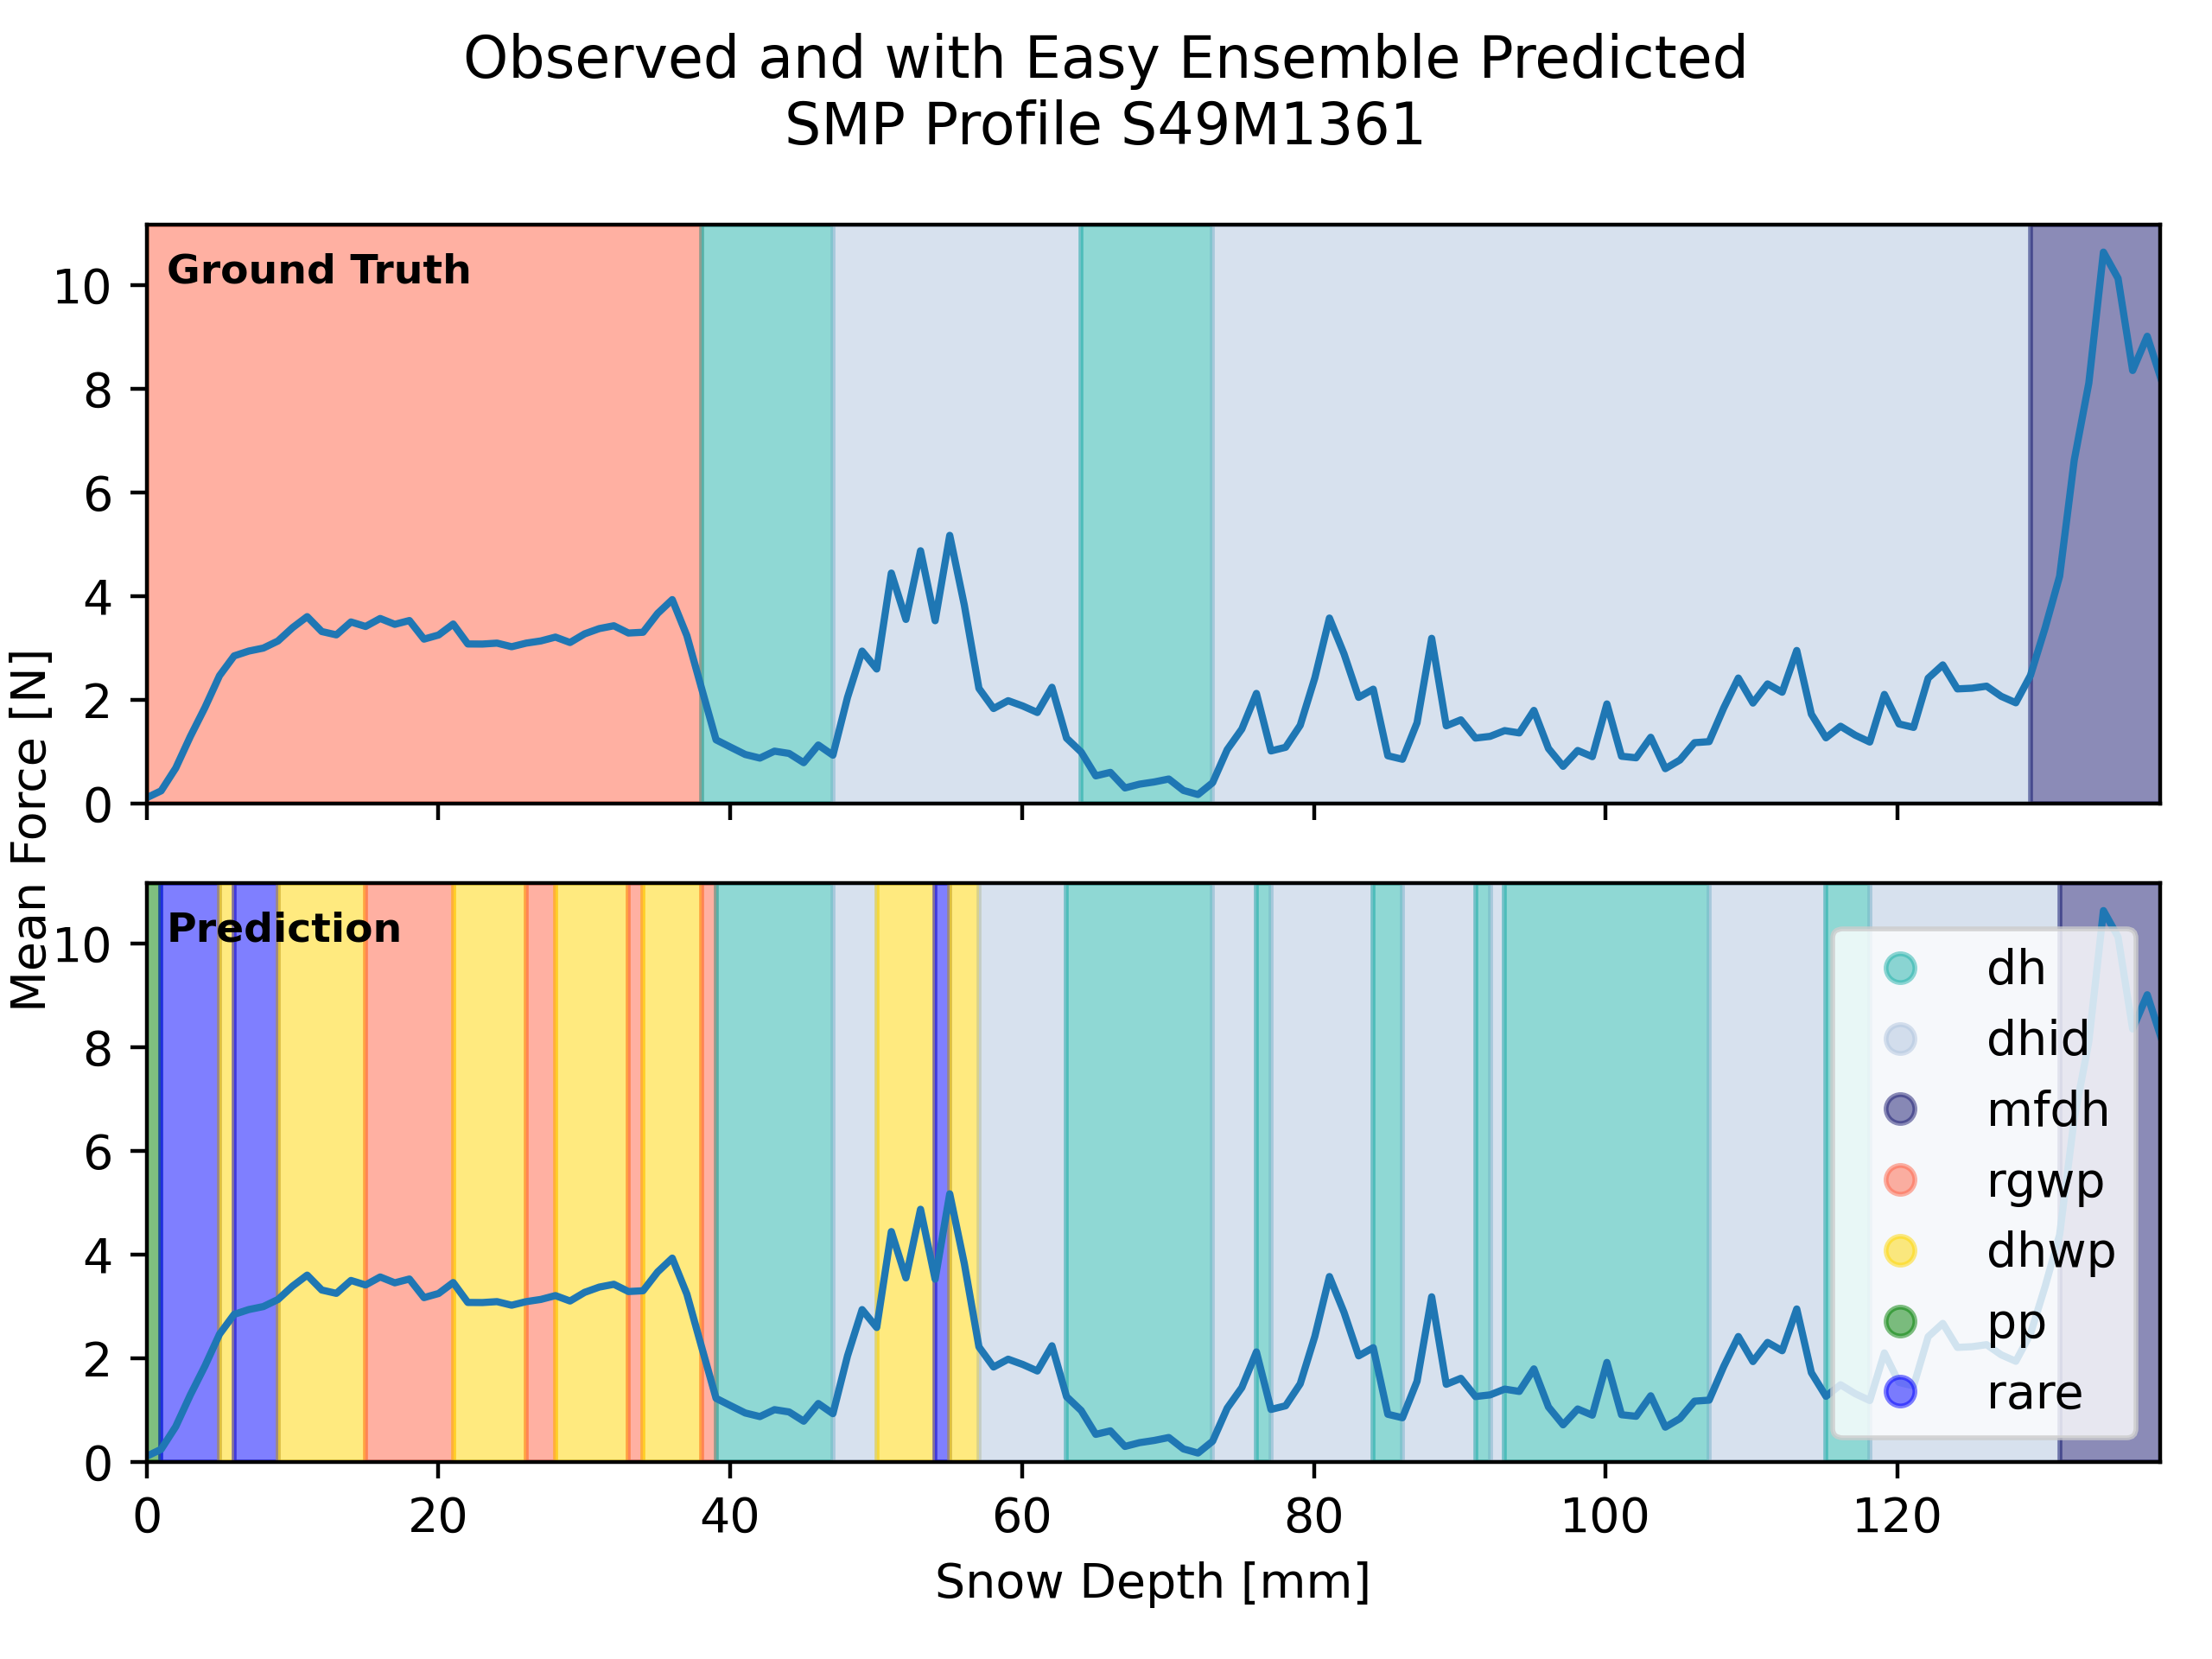 Observed and with Easy Ensemble Predicted
SMP Profile S49M1361
Ground Truth
10
8
6
4
2
0
Mean Force [N]
Prediction
10
8
6
4
2
0
dh
dhid
mfdh
rgwp
dhwp
pp
rare
0 20 40 60 80 100 120
Snow Depth [mm]